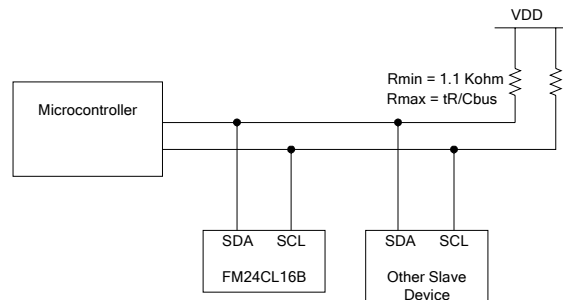 VDD
Rmin = 1.1 Kohm
Rmax = tR/Cbus
Microcontroller
SDA SCL
FM24CL16B
SDA SCL
Other Slave
Device